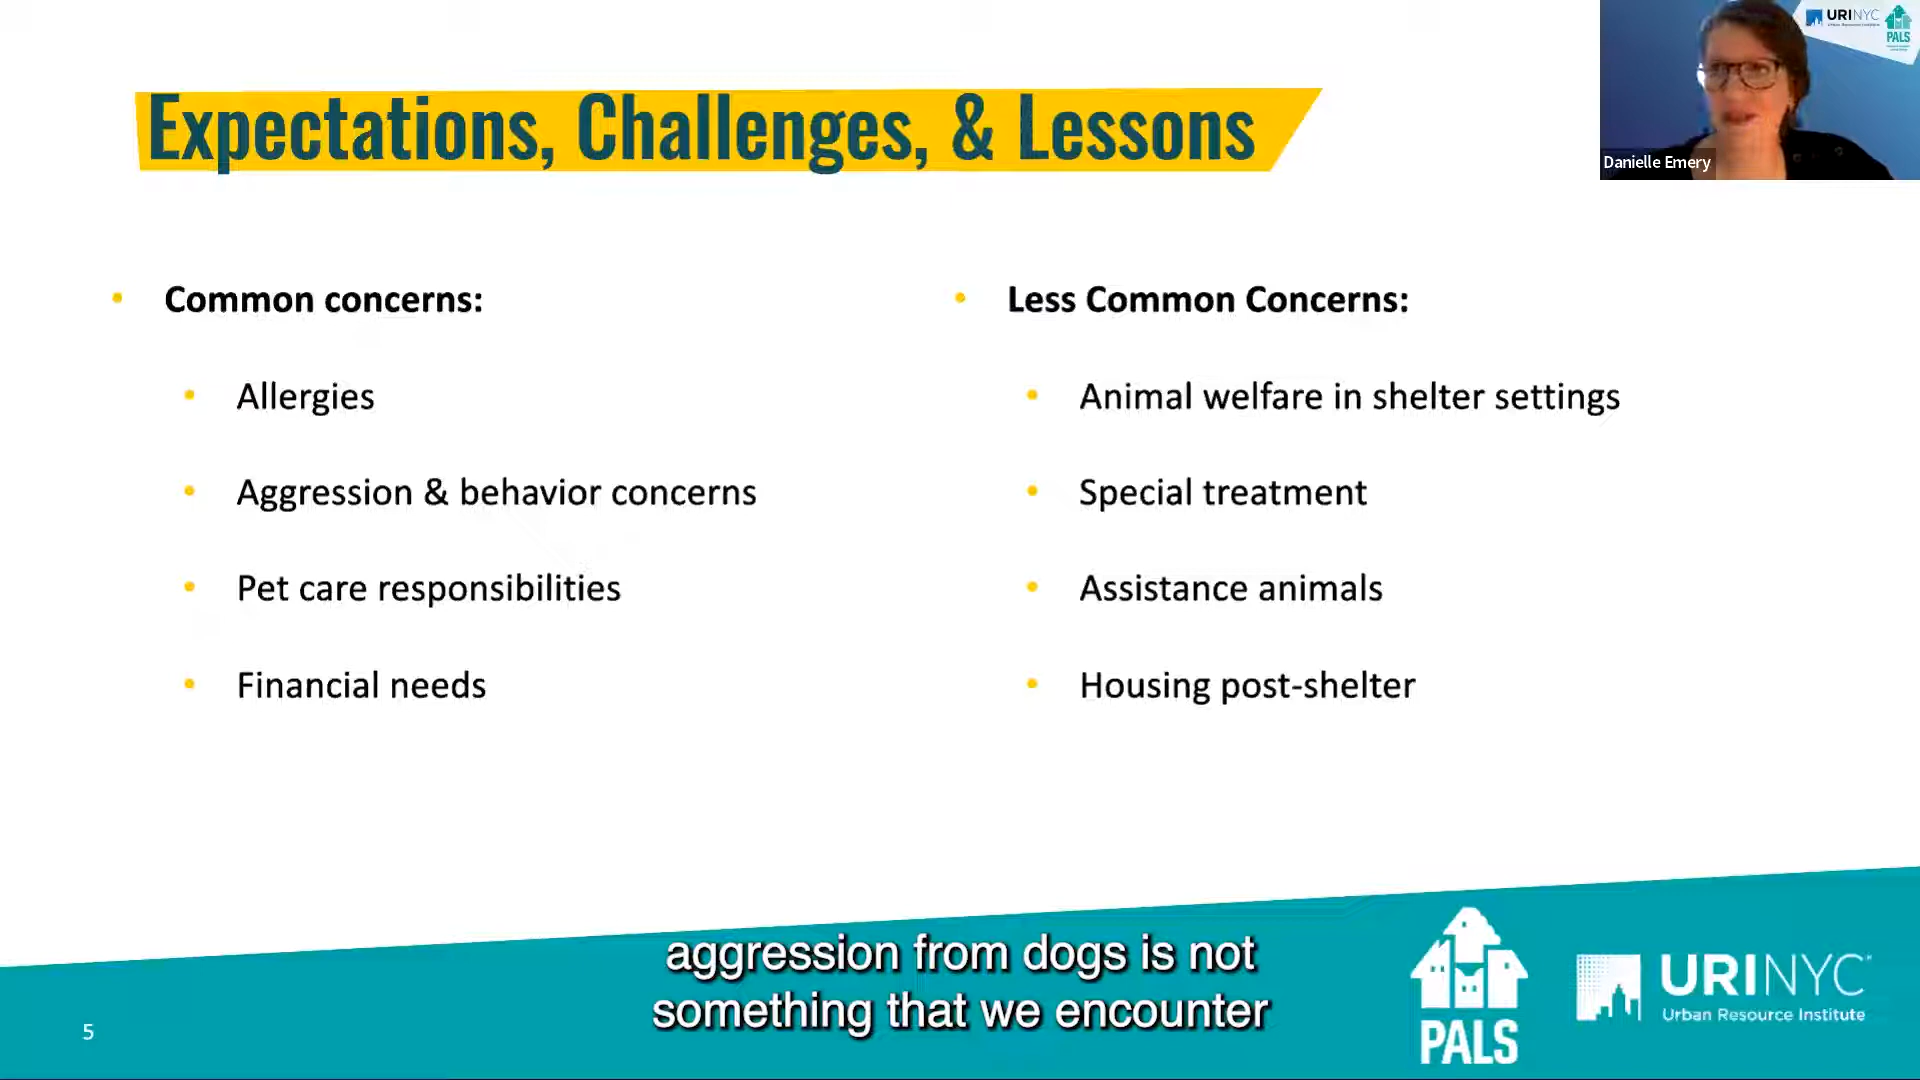 URINYC
PALS
Danielle Emery
Expectations, Challenges, & Lessons
Common concerns:
Allergies
Aggression & behavior concerns
Pet care responsibilities
Financial needs
Less Common Concerns:
Animal welfare in shelter settings
Special treatment
Assistance animals
Housing post-shelter
aggression from dogs is not
something that we encounter
5
PALS
URINYC
Urban Resource Institute